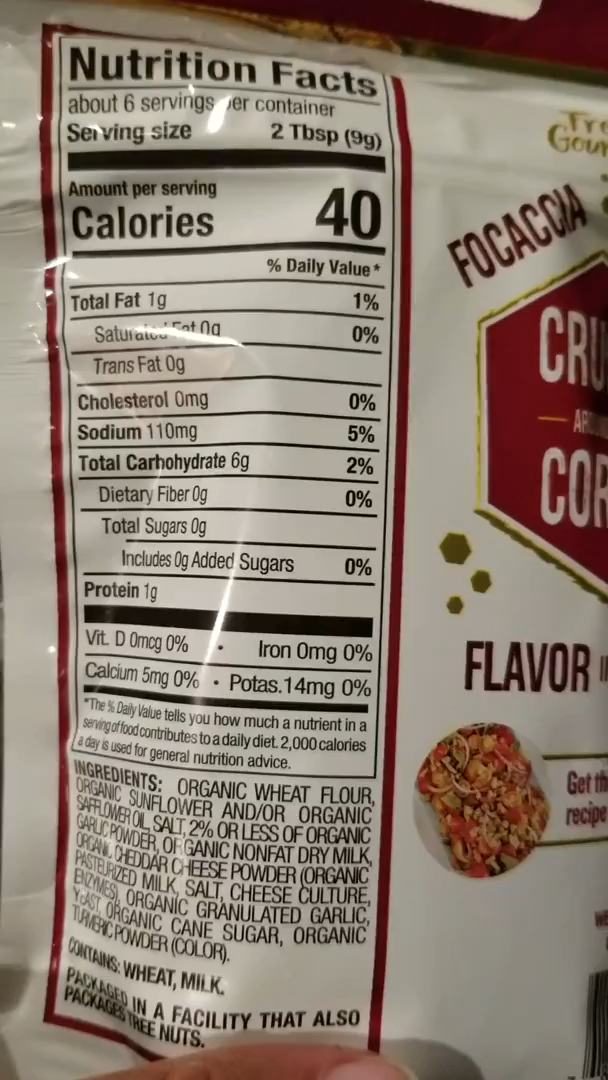 Nutrition Facts
about 6 servings per container
Serving size 2 Tbsp (9g)
Amount per serving
Calories 40
% Daily Value*
Total Fat 1g 1%
Saturated Fat 0g 0%
Trans Fat 0g
Cholesterol 0mg 0%
Sodium 110mg 5%
Total Carbohydrate 6g 2%
Dietary Fiber 0g 0%
Total Sugars 0g
Includes 0g Added Sugars 0%
Protein 1g
Vit. D 0mcg 0% • Iron 0mg 0%
Calcium 5mg 0% • Potas.14mg 0%
*The % Daily Value tells you how much a nutrient in a
serving of food contributes to a daily diet. 2,000 calories
a day is used for general nutrition advice.
INGREDIENTS: ORGANIC WHEAT FLOUR,
ORGANIC SUNFLOWER AND/OR ORGANIC
SAFFLOWER OIL, SALT, 2% OR LESS OF ORGANIC
GARLIC POWDER, ORGANIC NONFAT DRY MILK,
ORGANIC CHEDDAR CHEESE POWDER (ORGANIC
PASTEURIZED MILK, SALT, CHEESE CULTURE,
ENZYMES), ORGANIC GRANULATED GARLIC,
YEAST, ORGANIC CANE SUGAR, ORGANIC
TURMERIC POWDER (COLOR).
CONTAINS: WHEAT, MILK.
PACKAGED IN A FACILITY THAT ALSO
PACKAGES TREE NUTS.
FOCACCIA
CRU
COR
FLAVOR
Get th
recipe